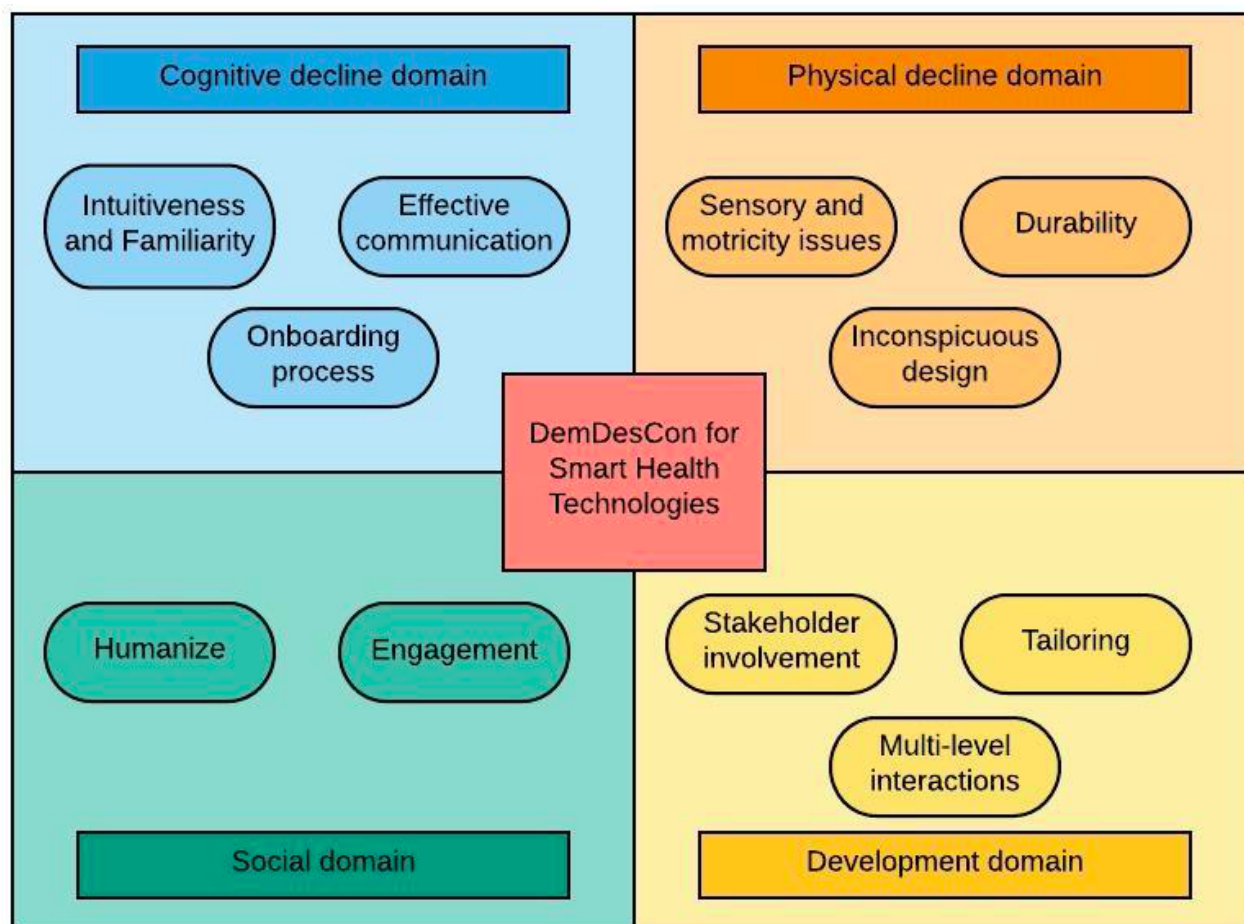 Cognitive decline domain
Physical decline domain
Intuitiveness
and Familiarity
Effective
communication
Onboarding
process
Sensory and
motricity issues
Durability
Inconspicuous
design
DemDesCon for
Smart Health
Technologies
Humanize
Engagement
Stakeholder
involvement
Tailoring
Multi-level
interactions
Social domain
Development domain